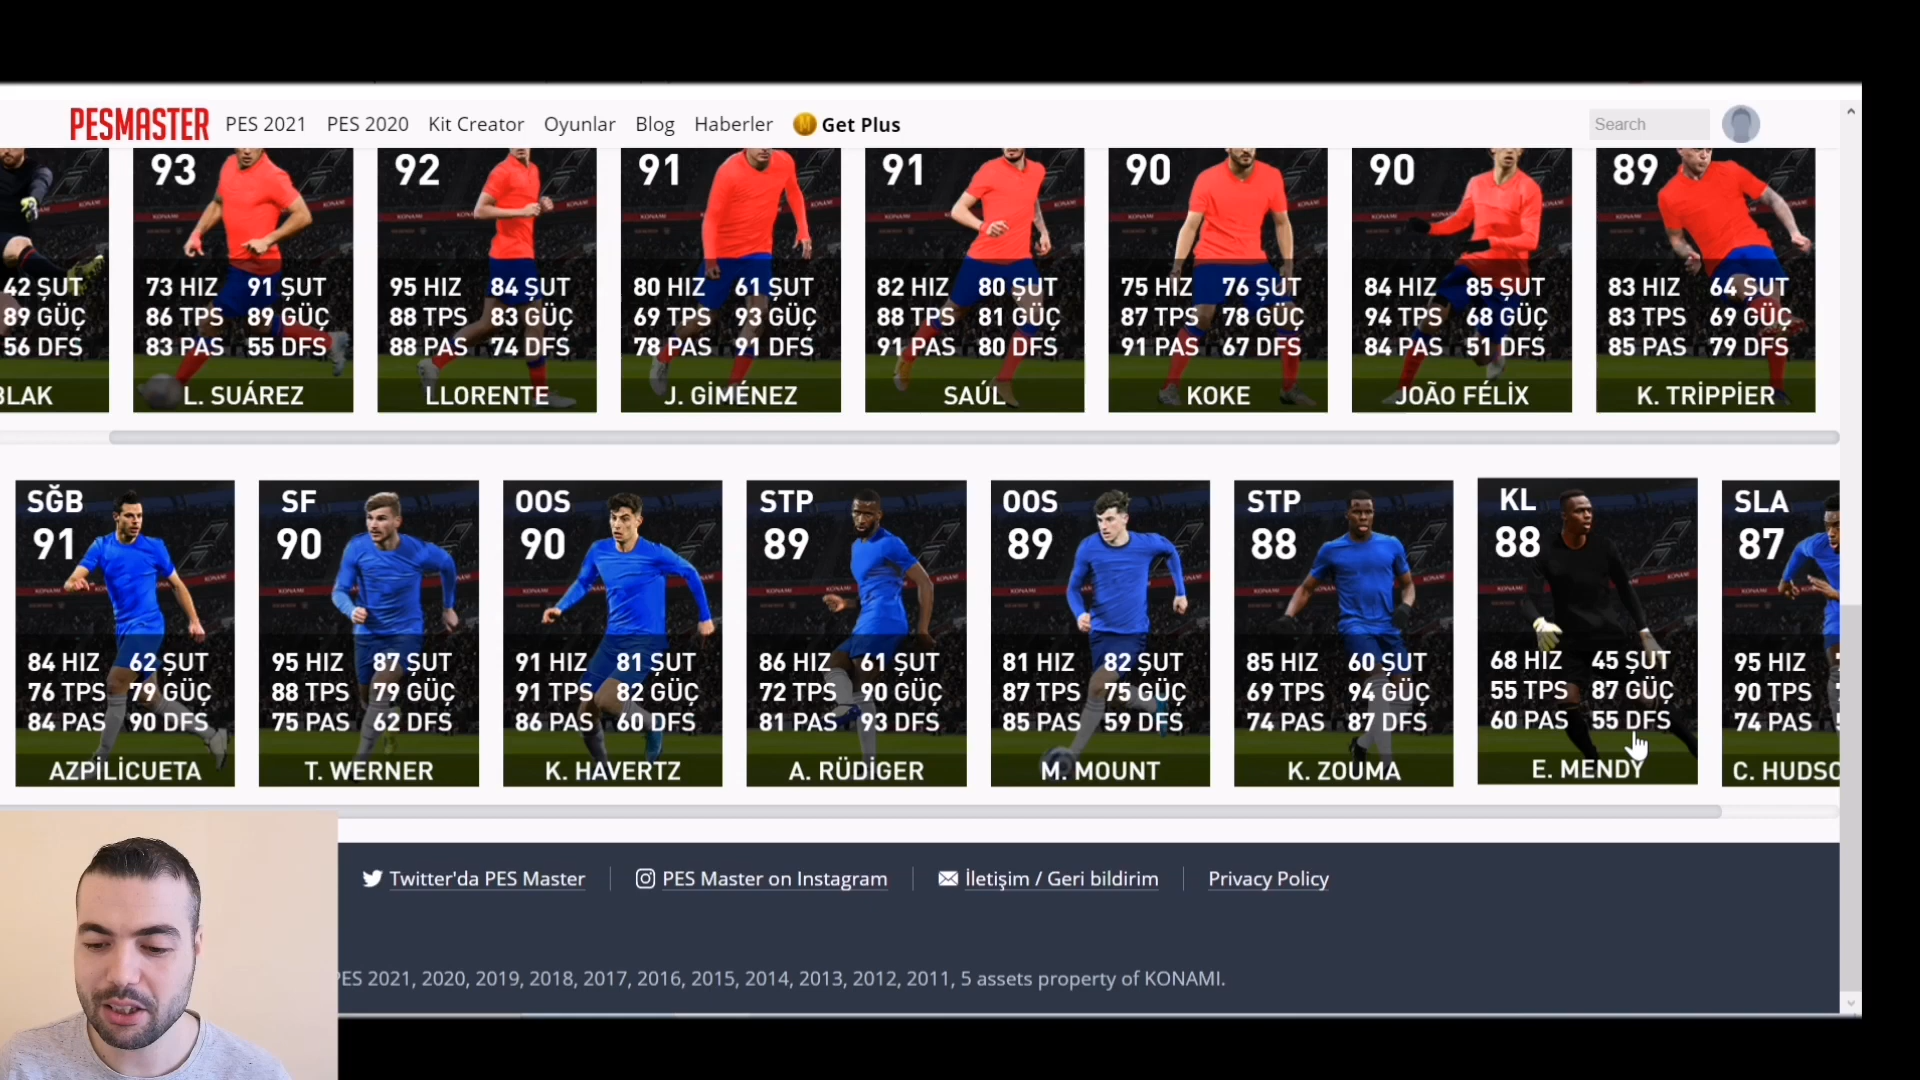 PESMASTER PES 2021 PES 2020 Kit Creator Oyunlar Blog Haberler Get Plus Search
93 92 91 91 90 90 89
42 ŞUT 73 HIZ 91 ŞUT 95 HIZ 84 ŞUT 80 HIZ 61 ŞUT 82 HIZ 80 ŞUT 75 HIZ 76 ŞUT 84 HIZ 85 ŞUT 83 HIZ 64 ŞUT
89 GÜÇ 86 TPS 89 GÜÇ 88 TPS 83 GÜÇ 69 TPS 93 GÜÇ 88 TPS 81 GÜÇ 87 TPS 78 GÜÇ 94 TPS 68 GÜÇ 83 TPS 69 GÜÇ
56 DFS 83 PAS 55 DFS 88 PAS 74 DFS 78 PAS 91 DFS 91 PAS 80 DFS 91 PAS 67 DFS 84 PAS 51 DFS 85 PAS 79 DFS
BLAK L. SUÁREZ LLORENTE J. GİMÉNEZ SAÚL KOKE JOÃO FÉLİX K. TRİPPİER
SĞB SF OOS STP OOS STP KL SLA
91 90 90 89 89 88 88 87
84 HIZ 62 ŞUT 95 HIZ 87 ŞUT 91 HIZ 81 ŞUT 86 HIZ 61 ŞUT 81 HIZ 82 ŞUT 85 HIZ 60 ŞUT 68 HIZ 45 ŞUT 95 HIZ
76 TPS 79 GÜÇ 88 TPS 79 GÜÇ 91 TPS 82 GÜÇ 72 TPS 90 GÜÇ 87 TPS 75 GÜÇ 69 TPS 94 GÜÇ 55 TPS 87 GÜÇ 90 TPS
84 PAS 90 DFS 75 PAS 62 DFS 86 PAS 60 DFS 81 PAS 93 DFS 85 PAS 59 DFS 74 PAS 87 DFS 60 PAS 55 DFS 74 PAS
AZPİLİCUETA T. WERNER K. HAVERTZ A. RÜDİGER M. MOUNT K. ZOUMA E. MENDY C. HUDSO
Twitter'da PES Master PES Master on Instagram İletişim / Geri bildirim Privacy Policy
PES 2021, 2020, 2019, 2018, 2017, 2016, 2015, 2014, 2013, 2012, 2011, 5 assets property of KONAMI.